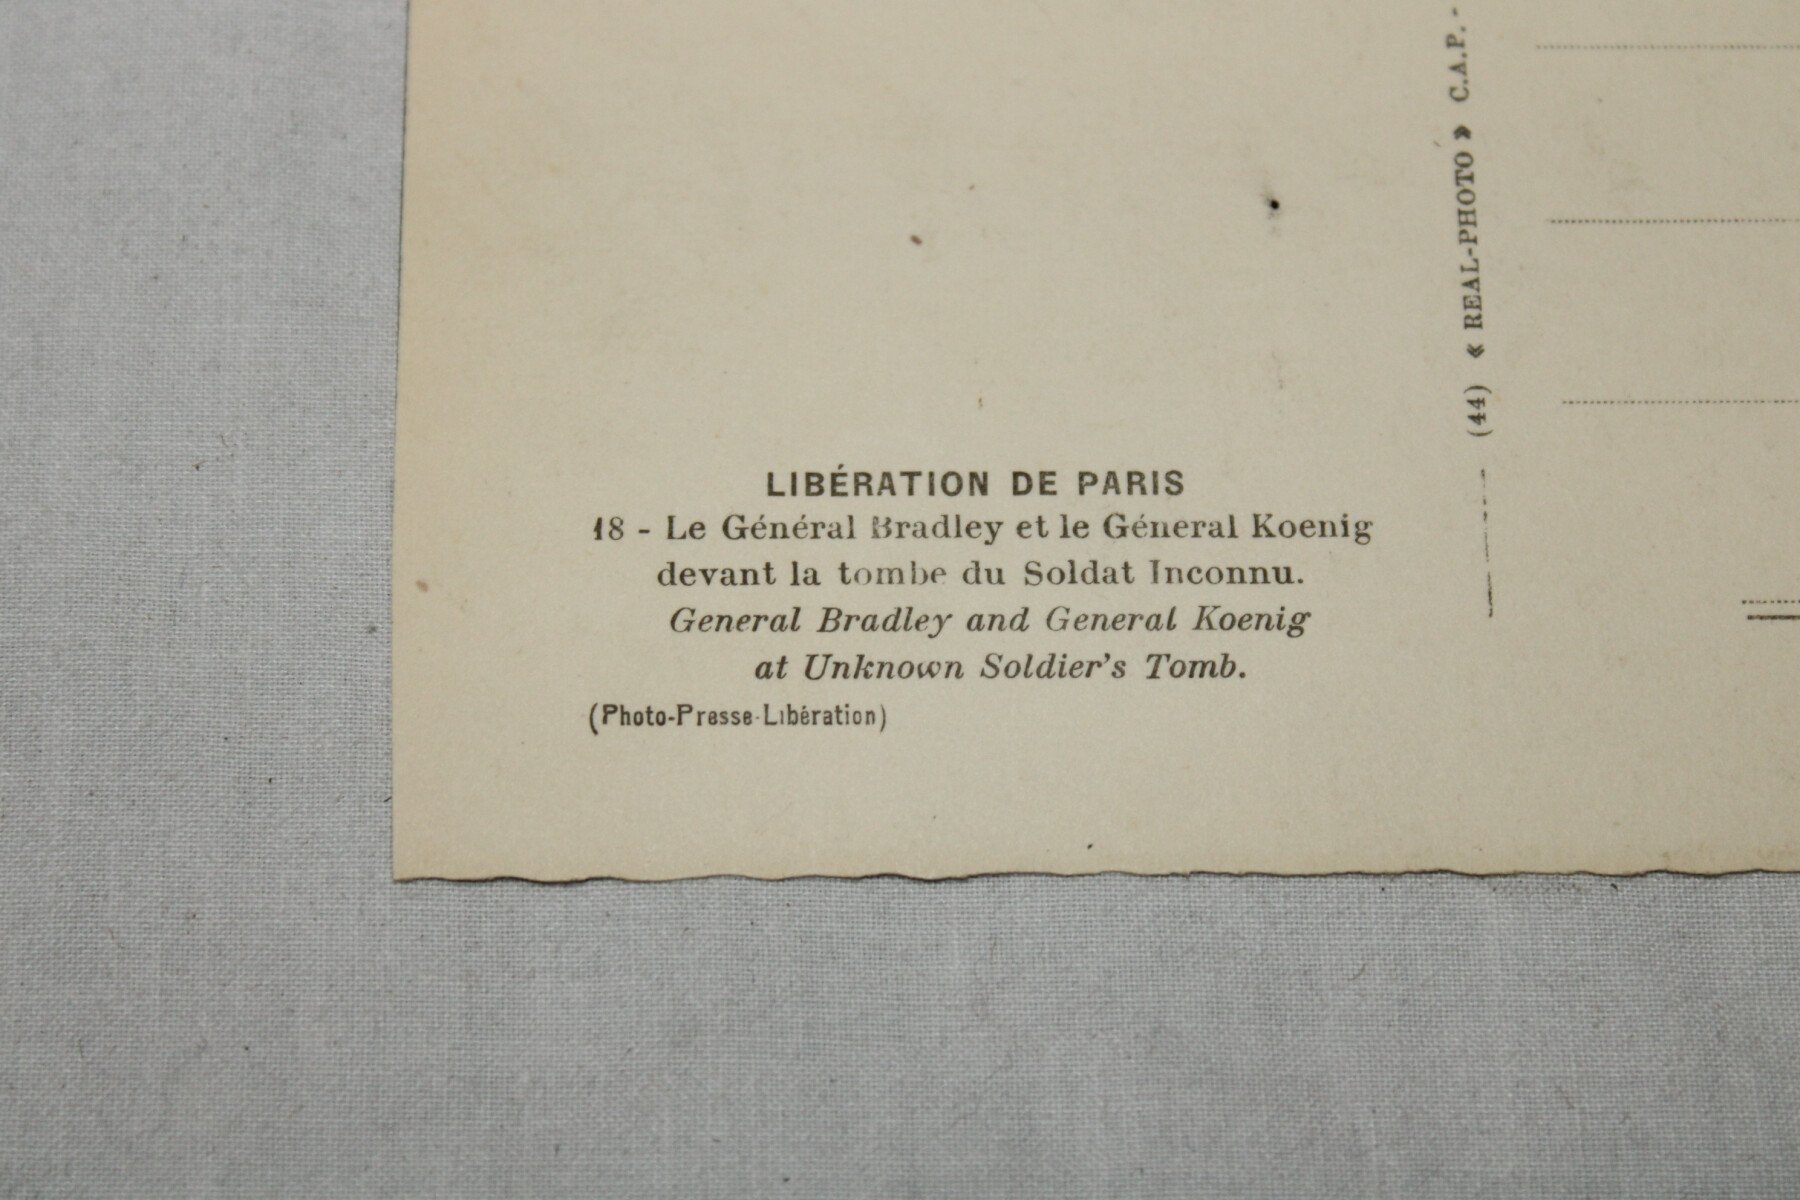 LIBÉRATION DE PARIS
18 - Le Général Bradley et le Géneral Koenig
devant la tombe du Soldat Inconnu.
General Bradley and General Koenig
at Unknown Soldier's Tomb.
(Photo-Presse-Libération)
(44) « REAL-PHOTO » C.A.P. -